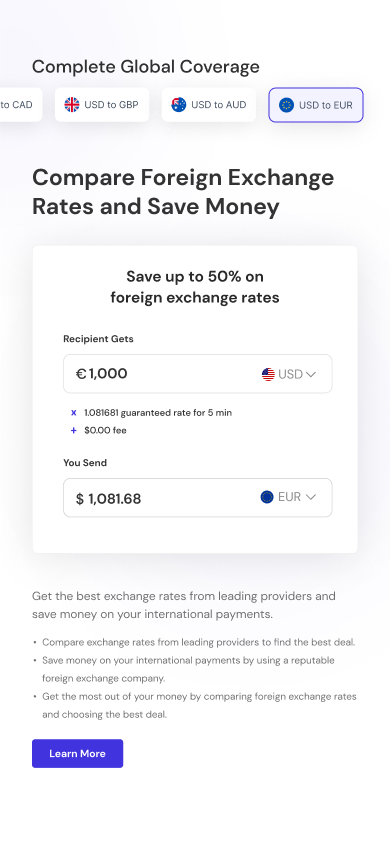 Complete Global Coverage
to CAD
USD to GBP
USD to AUD
USD to EUR
Compare Foreign Exchange
Rates and Save Money
Save up to 50% on
foreign exchange rates
Recipient Gets
€ 1,000
USD
x 1.081681 guaranteed rate for 5 min
+ $0.00 fee
You Send
$ 1,081.68
EUR
Get the best exchange rates from leading providers and
save money on your international payments.
• Compare exchange rates from leading providers to find the best deal.
• Save money on your international payments by using a reputable
foreign exchange company.
• Get the most out of your money by comparing foreign exchange rates
and choosing the best deal.
Learn More